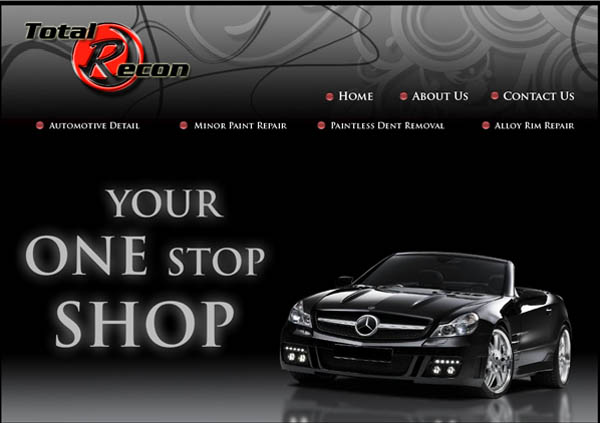 Total
Recon
Home About Us Contact Us
Automotive Detail Minor Paint Repair Paintless Dent Removal Alloy Rim Repair
YOUR
ONE STOP
SHOP